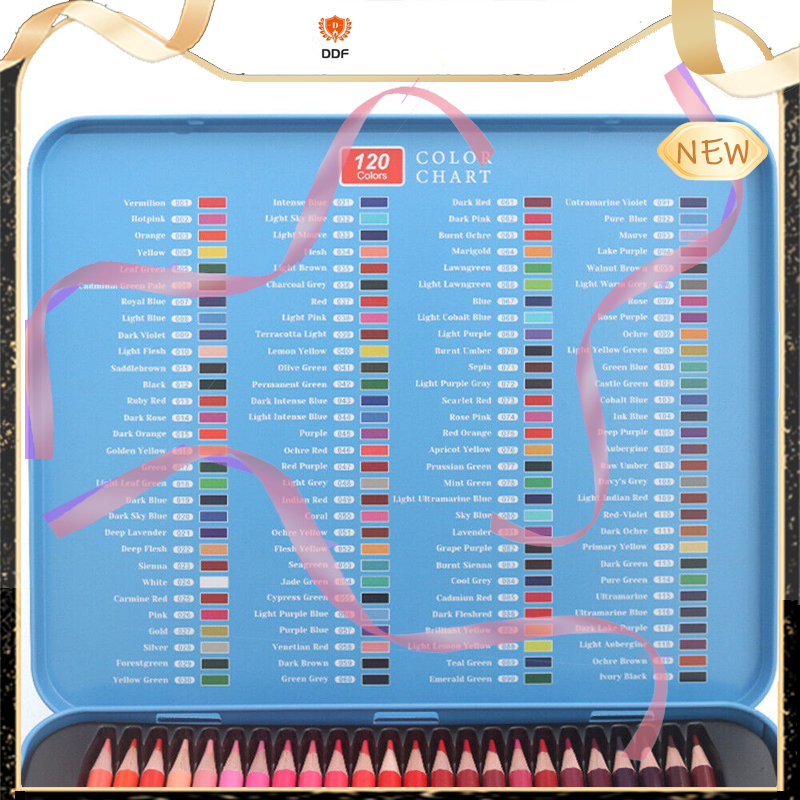 DDF
NEW
120
Colors
COLOR
CHART
Vermilion 001
Hotpink 002
Orange 003
Yellow 004
Leaf Green 005
Cadmium Green Pale
Royal Blue 007
Light Blue 008
Dark Violet 009
Light Flesh 010
Saddlebrown 011
Black 012
Ruby Red 013
Dark Rose 014
Dark Orange 015
Golden Yellow
Green 017
Light Leaf Green 018
Dark Blue 019
Dark Sky Blue 020
Deep Lavender 021
Deep Flesh 022
Sienna 023
White 024
Carmine Red 025
Pink 026
Gold 027
Silver 028
Forestgreen 029
Yellow Green 030
Intense Blue 031
Light Sky Blue 032
Light Mauve 033
Flesh 034
Light Brown 035
Charcoal Grey 036
Red 037
Light Pink 038
Terracotta Light 039
Lemon Yellow 040
Olive Green 041
Permanent Green 042
Dark Intense Blue 043
Light Intense Blue
Purple 045
Ochre Red
Red Purple 047
Light Grey 048
Indian Red 049
Coral 050
Ochre Yellow 051
Flesh Yellow 052
Seagreen 053
Jade Green 054
Cypress Green
Light Purple Blue
Purple Blue 057
Venetian Red 058
Dark Brown 059
Green Grey 060
Dark Red 061
Dark Pink 062
Burnt Ochre 063
Marigold 064
Lawngreen 065
Light Lawngreen 066
Blue 067
Light Cobalt Blue 068
Light Purple 069
Burnt Umber 070
Sepia 071
Light Purple Gray 072
Scarlet Red 073
Rose Pink 074
Red Orange 075
Apricot Yellow 076
Prussian Green 077
Mint Green 078
Light Ultramarine Blue 079
Sky Blue
Lavender
Grape Purple 082
Burnt Sienna 083
Cool Grey 084
Cadmiun Red 085
Dark Fleshred 086
Brilliant Yellow 087
Light Lemon Yellow 088
Teal Green 089
Emerald Green 090
Untramarine Violet 091
Pure Blue 092
Mauve 093
Lake Purple
Walnut Brown
Light Warm Grey
Rose 097
Rose Purple 098
Ochre 099
Light Yellow Green 100
Green Blue 101
Castle Green 102
Cobalt Blue 103
Ink Blue 104
Deep Purple 105
Aubergine 106
Raw Umber 107
Davy's Grey 108
Light Indian Red 109
Red-Violet 110
Dark Ochre 111
Primary Yellow 112
Dark Green 113
Pure Green 114
Ultramarine 115
Ultramarine Blue 116
Dark Lake Purple 117
Light Aubergine 118
Ochre Brown 119
Ivory Black